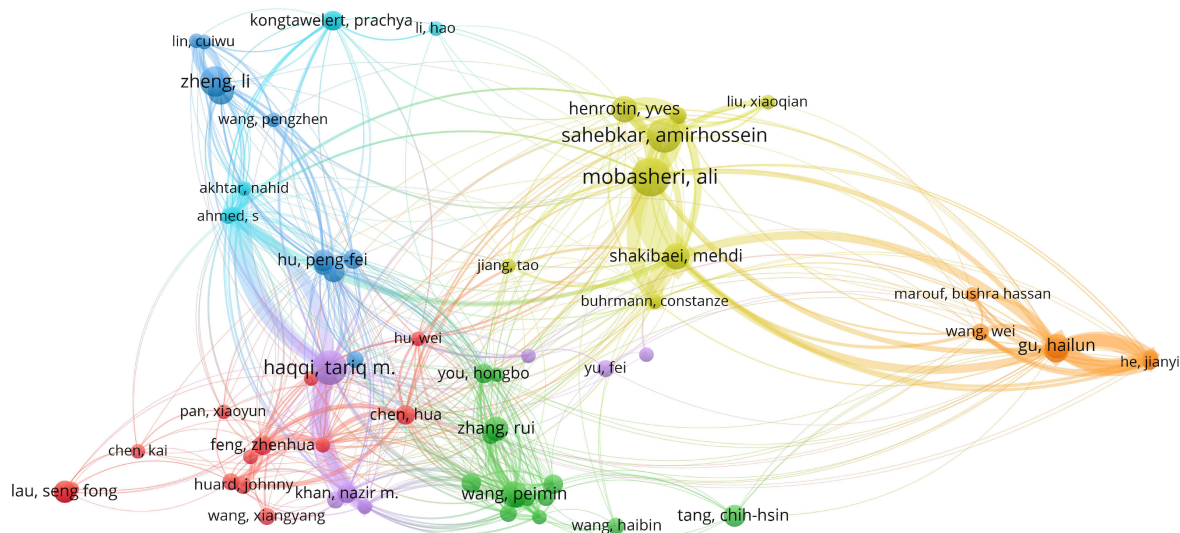 kongtawelert, prachya
li, hao
lin, cuiwu
zheng, li
wang, pengzhen
henrotin, yves
liu, xiaoqian
sahebkar, amirhossein
mobasheri, ali
akhtar, nahid
ahmed, s
hu, peng-fei
jiang, tao
shakibaei, mehdi
buhrmann, constanze
marouf, bushra hassan
wang, wei
gu, hailun
he, jianyi
hu, wei
haqqi, tariq m.
you, hongbo
yu, fei
pan, xiaoyun
chen, hua
zhang, rui
chen, kai
feng, zhenhua
lau, seng fong
huard, johnny
khan, nazir m.
wang, peimin
wang, xiangyang
wang, haibin
tang, chih-hsin